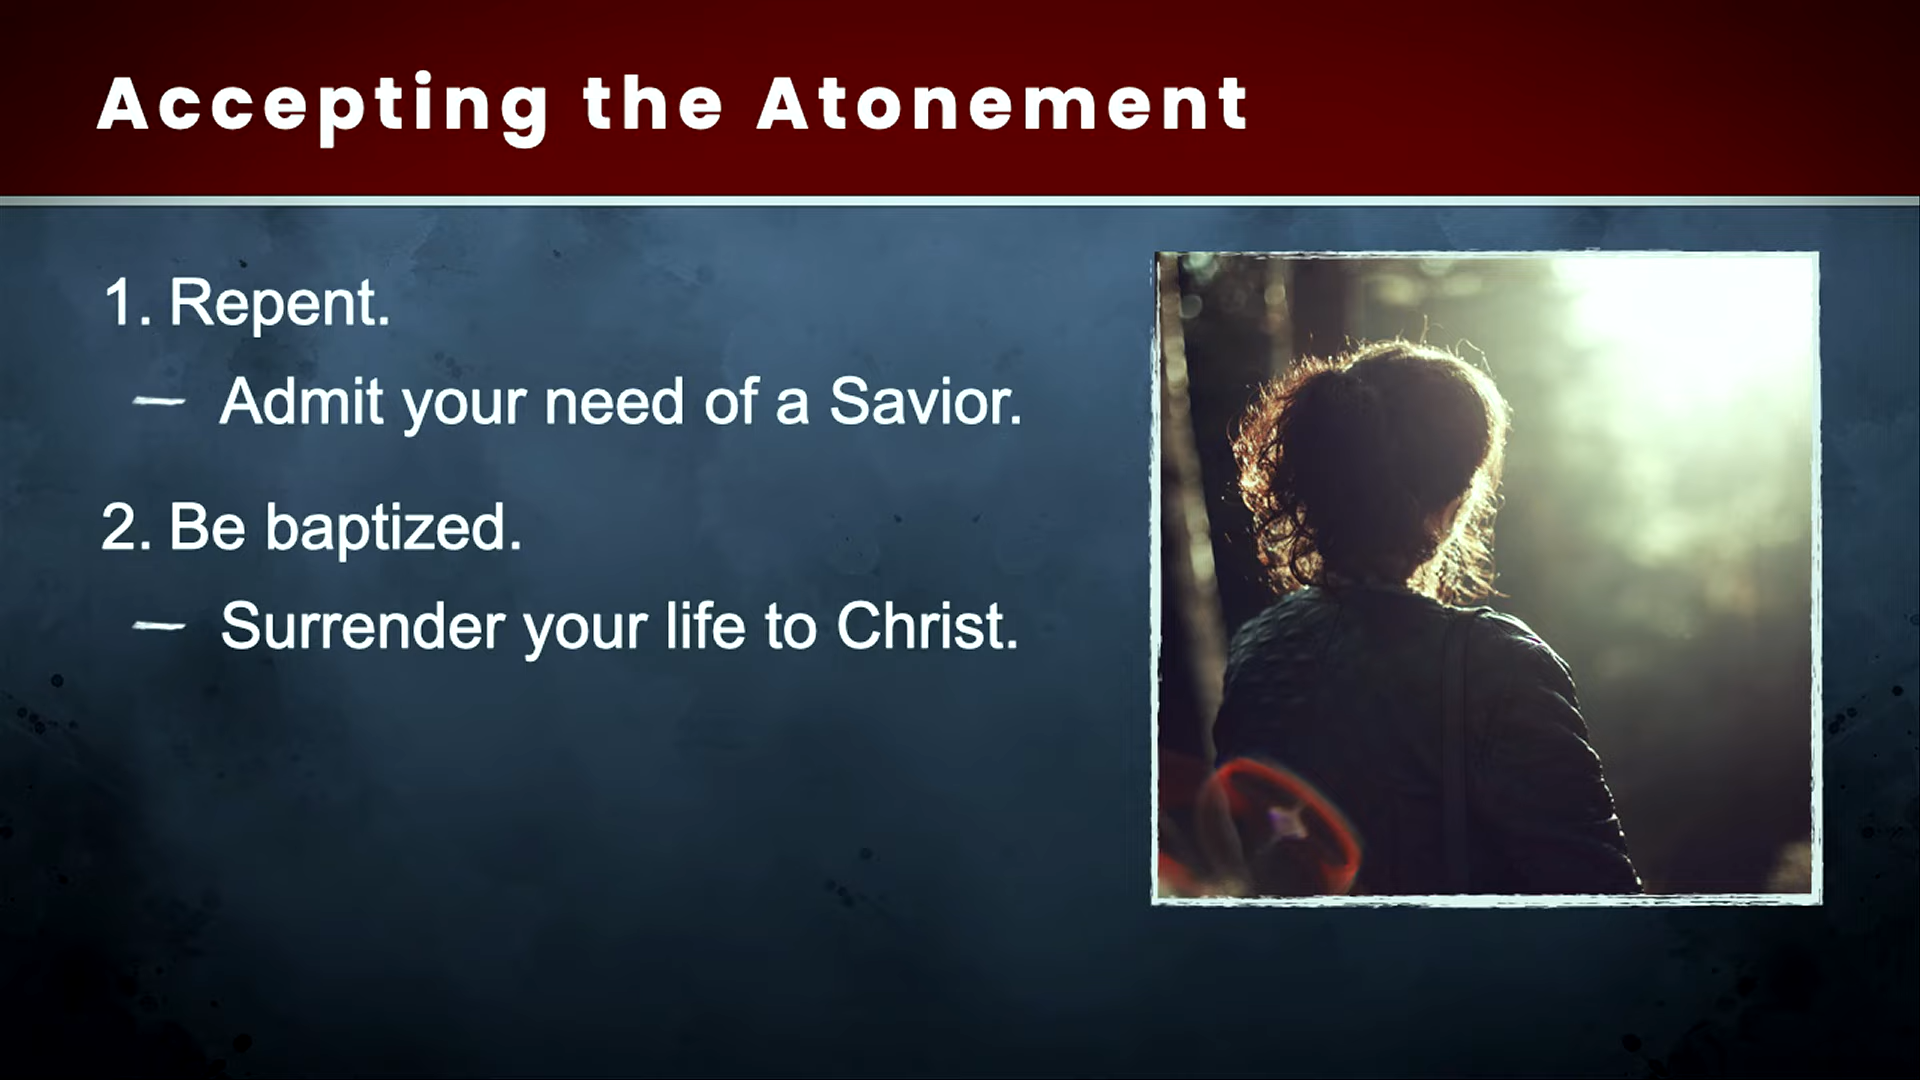 Accepting the Atonement
1. Repent.
— Admit your need of a Savior.
2. Be baptized.
— Surrender your life to Christ.